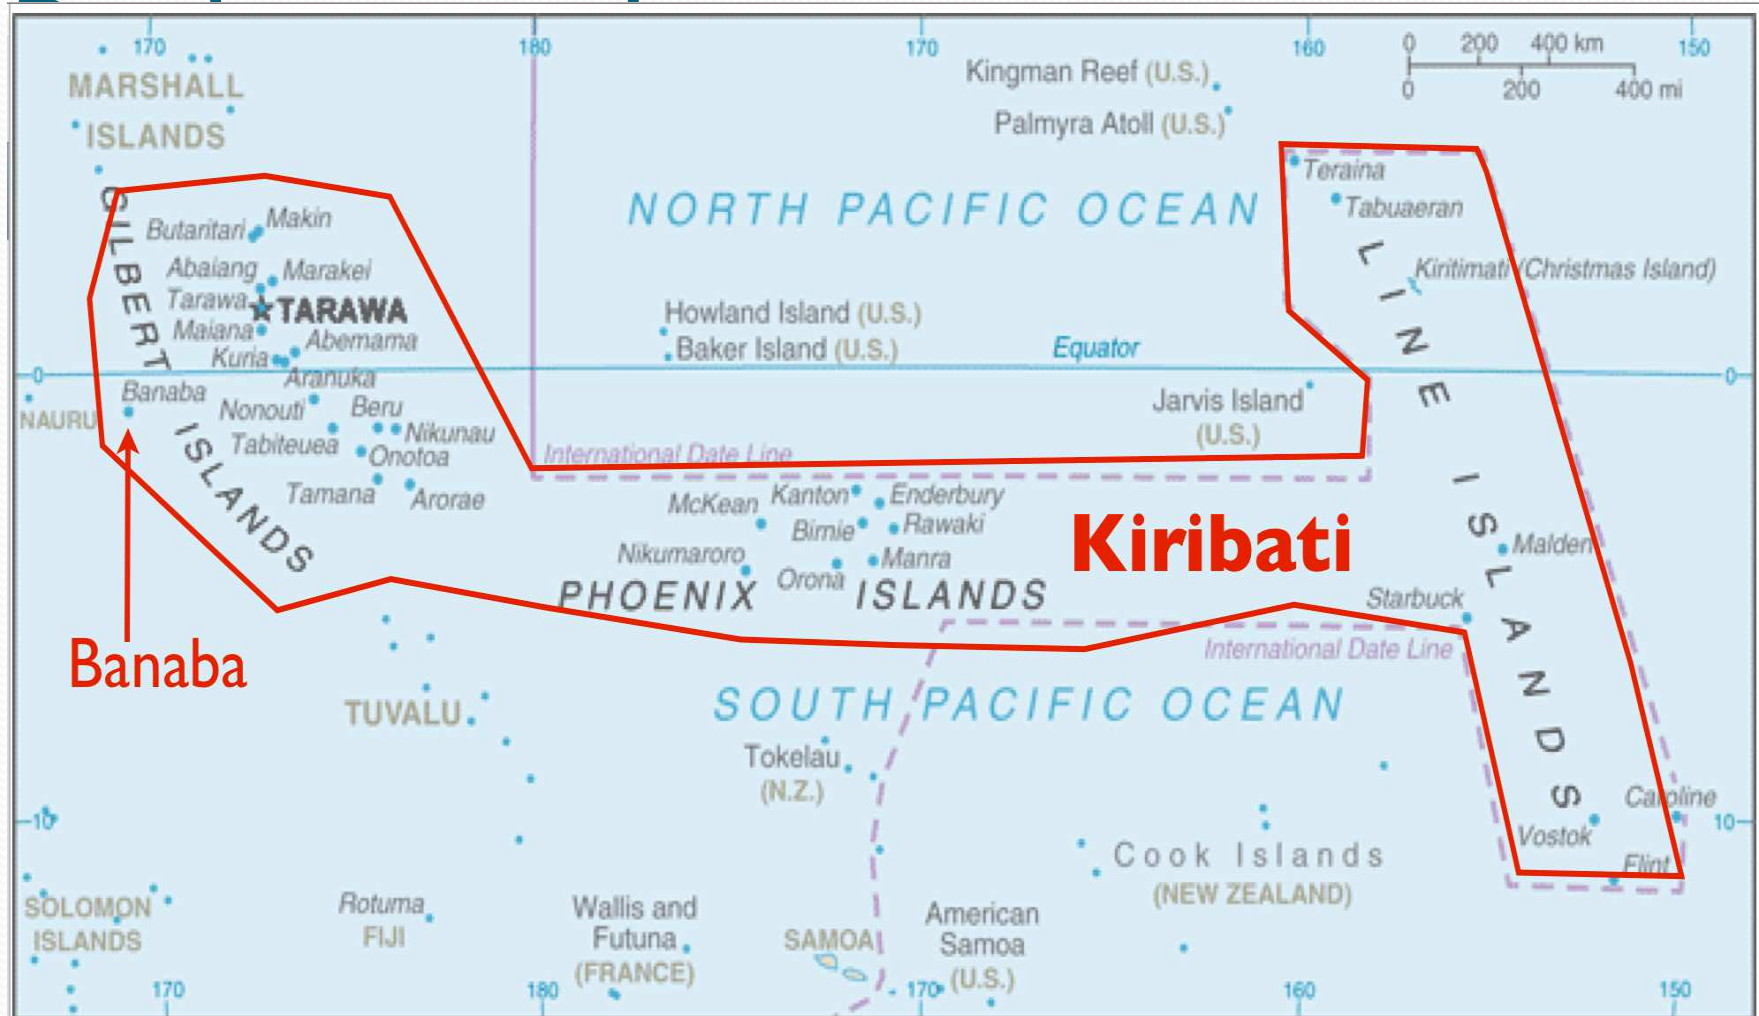 170
180
170
160
150
0 200 400 km
0 200 400 mi
MARSHALL
ISLANDS
Kingman Reef (U.S.)
Palmyra Atoll (U.S.)
NORTH PACIFIC OCEAN
Teraina
Tabuaeran
Kiritimati (Christmas Island)
GILBERT ISLANDS
Makin
Butaritari
Abaiang
Marakei
Tarawa
TARAWA
Maiana
Abemama
Kuria
Aranuka
Howland Island (U.S.)
Baker Island (U.S.)
Equator
0
0
Banaba
NAURU
Nonouti
Beru
Nikunau
Tabiteuea
Onotoa
Tamana
Arorae
Jarvis Island
(U.S.)
International Date Line
McKean
Kanton
Enderbury
Birnie
Rawaki
Nikumaroro
Orona
Manra
PHOENIX ISLANDS
Kiribati
LINE ISLANDS
Malden
Starbuck
International Date Line
Banaba
TUVALU
SOUTH PACIFIC OCEAN
Tokelau
(N.Z.)
Caroline
Vostok
Flint
10
10
Cook Islands
(NEW ZEALAND)
SOLOMON
ISLANDS
Rotuma
FIJI
Wallis and
Futuna
(FRANCE)
SAMOA
American
Samoa
(U.S.)
170
180
170
160
150